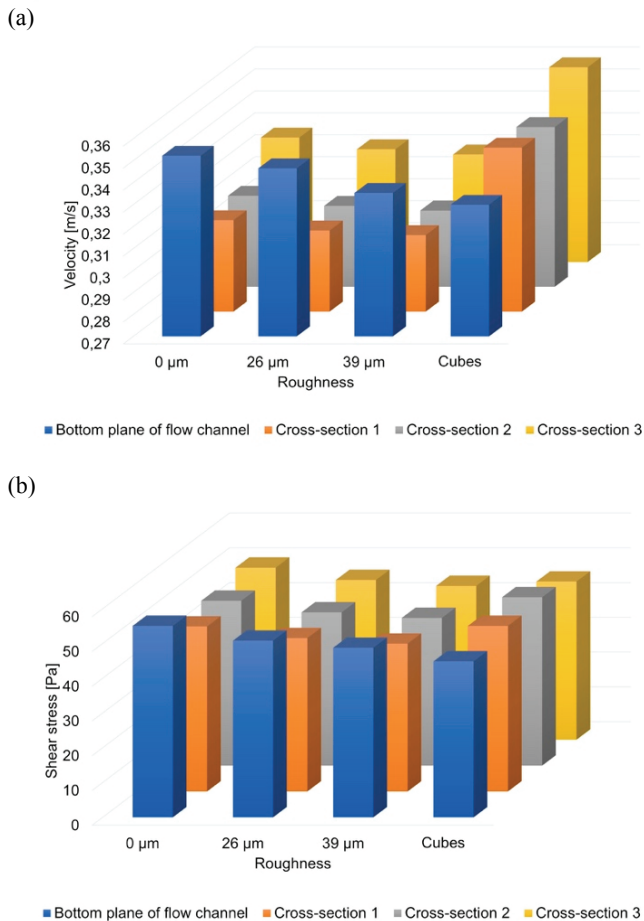 (a)
0,36
0,35
0,34
0,33
0,32
0,31
0,3
0,29
0,28
0,27
Velocity [m/s]
0 µm 26 µm 39 µm Cubes
Roughness
Bottom plane of flow channel Cross-section 1 Cross-section 2 Cross-section 3
(b)
60
50
40
30
20
10
0
Shear stress [Pa]
0 µm 26 µm 39 µm Cubes
Roughness
Bottom plane of flow channel Cross-section 1 Cross-section 2 Cross-section 3